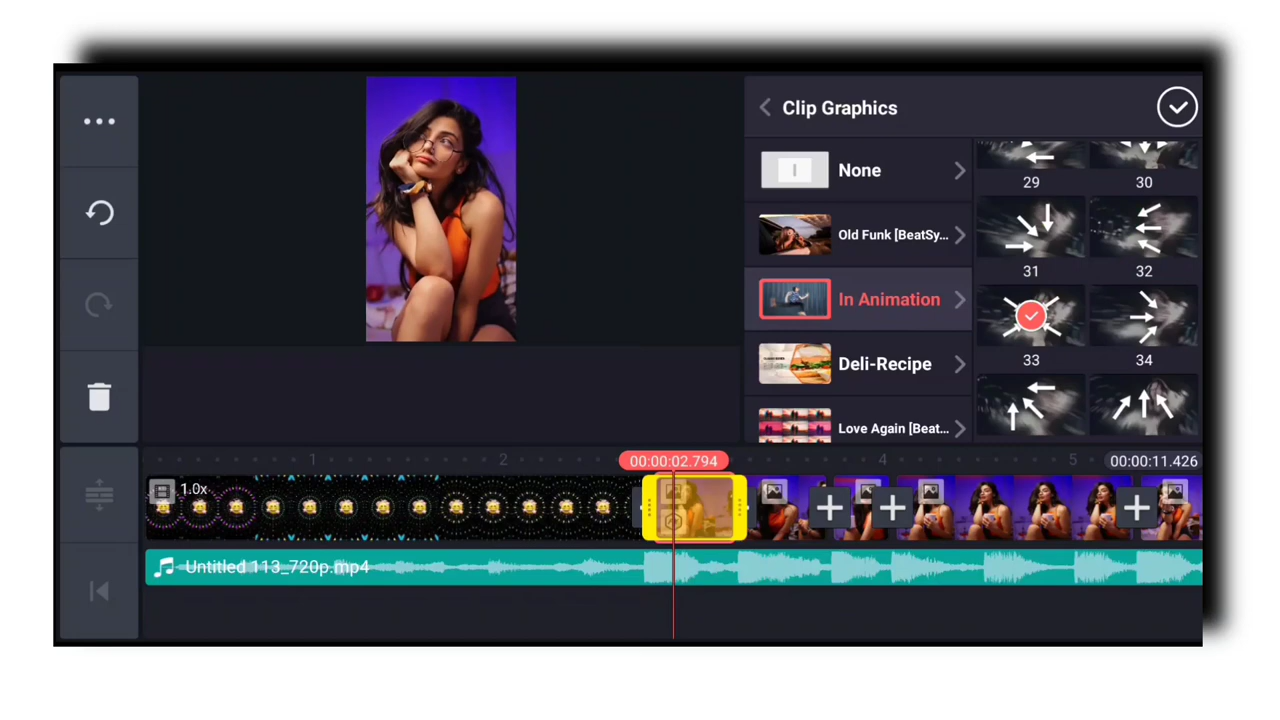 Clip Graphics
None
Old Funk [BeatSy...
In Animation
Deli-Recipe
Love Again [Beat...
29
30
31
32
33
34
1
2
00:00:02.794
4
5
00:00:11.426
1.0x
Untitled 113_720p.mp4